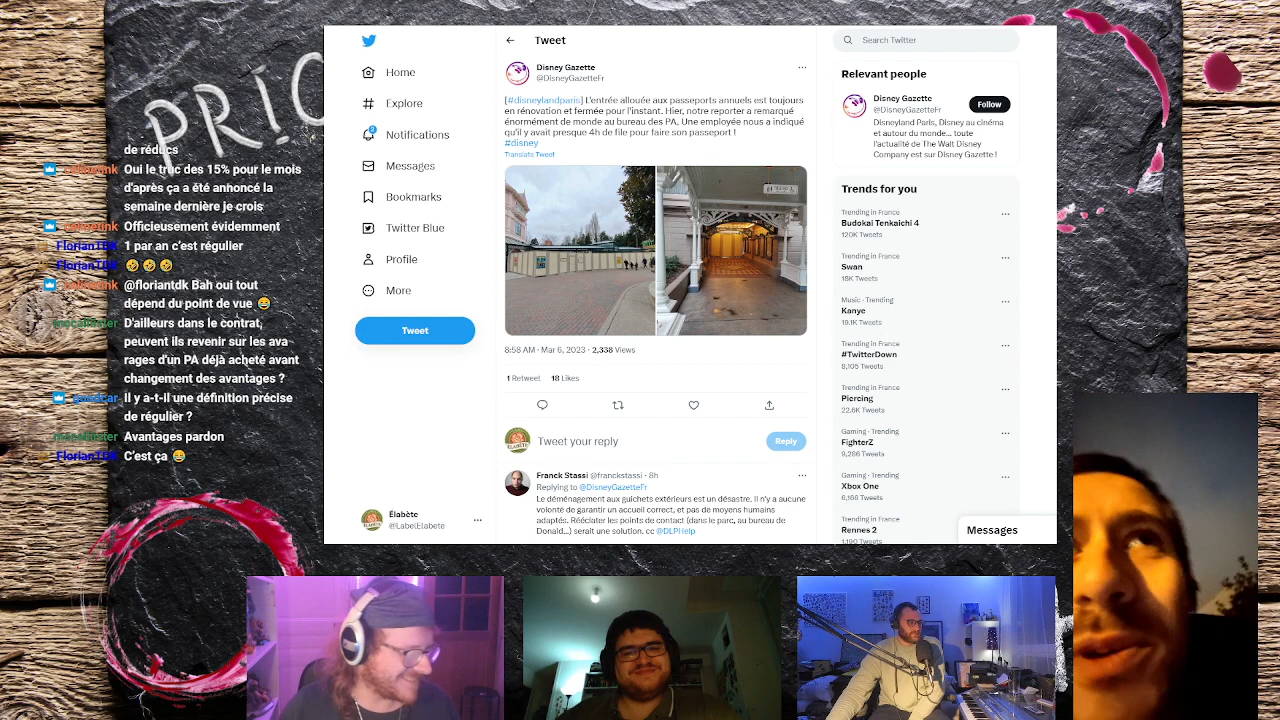 PRIC
de réducs
Oui le truc des 15% pour le mois
d'après ça a été annoncé la
semaine dernière je crois
Officieusement évidemment
FlorianTDK 1 par an c'est régulier
FlorianTDK 🤣🤣🤣
@floriantdk Bah oui tout
dépend du point de vue 😂
D'ailleurs dans le contrat,
peuvent ils revenir sur les ava
rages d'un PA déjà acheté avant
changement des avantages ?
Il y a-t-il une définition précise
de régulier ?
Avantages pardon
FlorianTDK C'est ça 😂
Home
Explore
2
Notifications
Messages
Bookmarks
Twitter Blue
Profile
More
Tweet
Élabète
@LabelElabete
Tweet
Disney Gazette
@DisneyGazetteFr
[#disneylandparis] L'entrée allouée aux passeports annuels est toujours
en rénovation et fermée pour l'instant. Hier, notre reporter a remarqué
énormément de monde au bureau des PA. Une employée nous a indiqué
qu'il y avait presque 4h de file pour faire son passeport !
#disney
Translate Tweet
8:58 AM · Mar 6, 2023 · 2,338 Views
1 Retweet 18 Likes
ELABETE
Tweet your reply
Reply
Franck Stassi @franckstassi · 8h
Replying to @DisneyGazetteFr
Le déménagement aux guichets extérieurs est un désastre. Il n'y a aucune
volonté de garantir un accueil correct, et pas de moyens humains
adaptés. Rééclater les points de contact (dans le parc, au bureau de
Donald...) serait une solution. cc @DLPHelp
Search Twitter
Relevant people
Disney Gazette
@DisneyGazetteFr
Follow
Disneyland Paris, Disney au cinéma
et autour du monde... toute
l'actualité de The Walt Disney
Company est sur Disney Gazette !
Trends for you
Trending in France
Budokai Tenkaichi 4
120K Tweets
Trending in France
Swan
18K Tweets
Music · Trending
Kanye
19.1K Tweets
Trending in France
#TwitterDown
8,105 Tweets
Trending in France
Piercing
22.6K Tweets
Gaming · Trending
FighterZ
9,286 Tweets
Gaming · Trending
Xbox One
6,166 Tweets
Trending in France
Rennes 2
1,190 Tweets
Messages